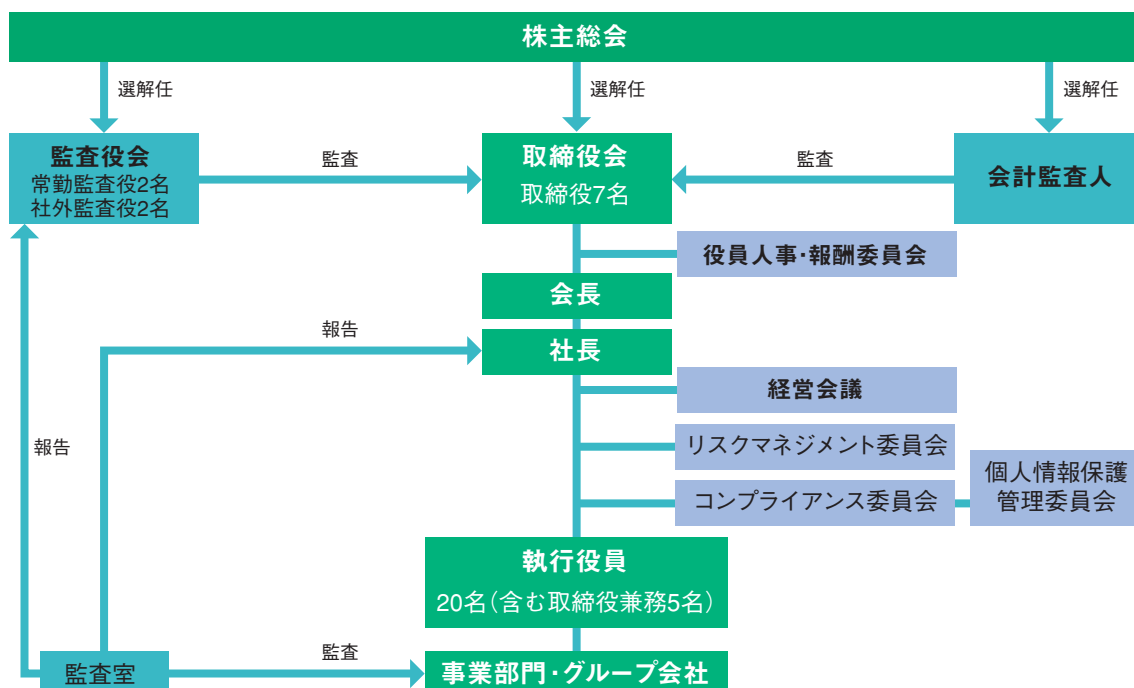 株主総会
選解任
選解任
選解任
監査役会
常勤監査役2名
社外監査役2名
監査
取締役会
取締役7名
監査
会計監査人
役員人事・報酬委員会
会長
報告
社長
経営会議
報告
リスクマネジメント委員会
コンプライアンス委員会
個人情報保護
管理委員会
執行役員
20名(含む取締役兼務5名)
監査室
監査
事業部門・グループ会社